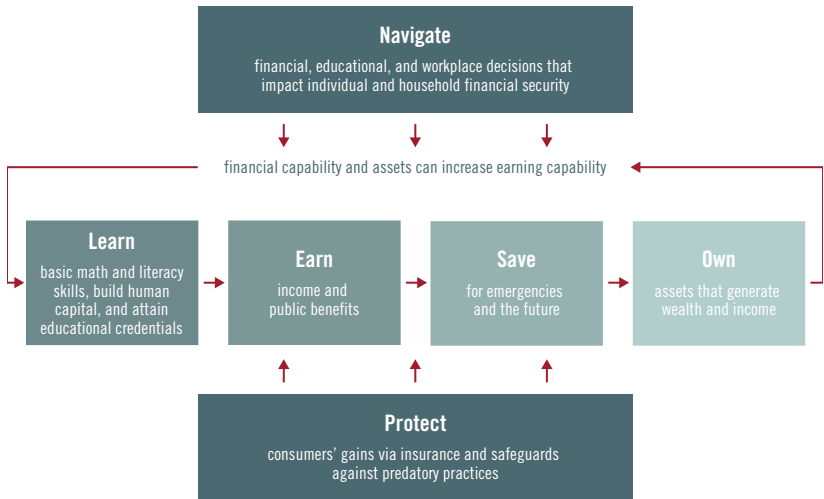 Navigate
financial, educational, and workplace decisions that
impact individual and household financial security
financial capability and assets can increase earning capability
Learn
basic math and literacy
skills, build human
capital, and attain
educational credentials
Earn
income and
public benefits
Save
for emergencies
and the future
Own
assets that generate
wealth and income
Protect
consumers’ gains via insurance and safeguards
against predatory practices